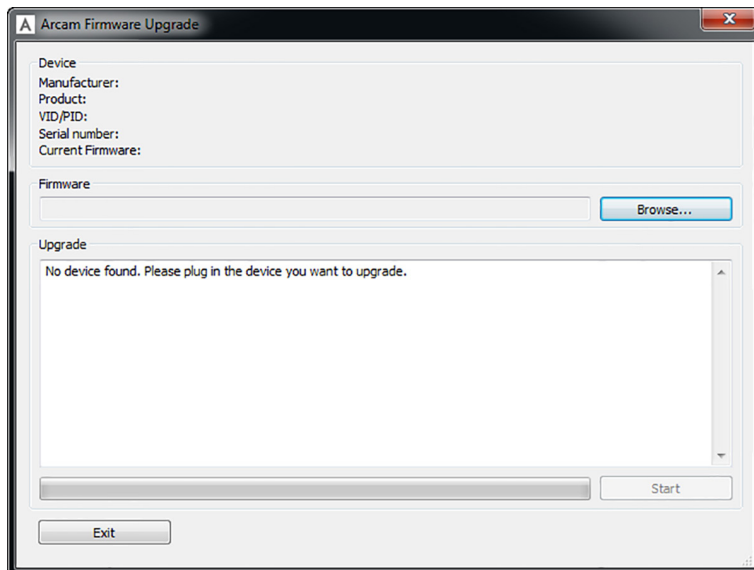 A Arcam Firmware Upgrade
Device
Manufacturer:
Product:
VID/PID:
Serial number:
Current Firmware:
Firmware
Browse...
Upgrade
No device found. Please plug in the device you want to upgrade.
Start
Exit